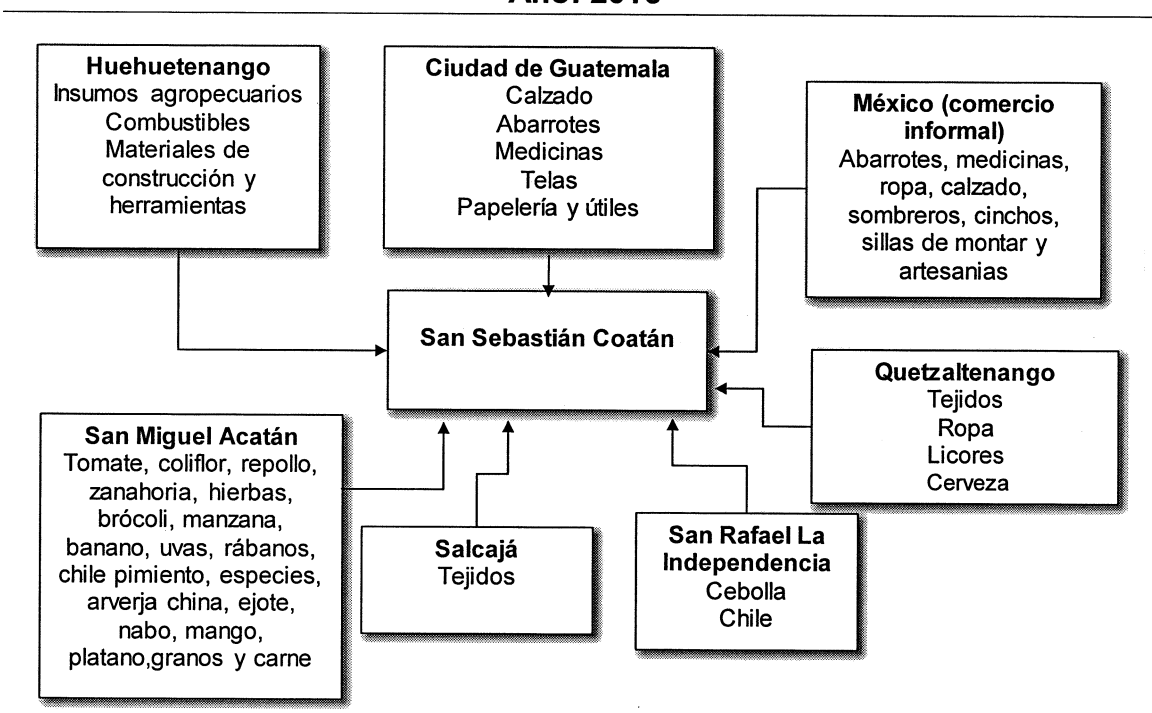 Huehuetenango
Insumos agropecuarios
Combustibles
Materiales de
construcción y
herramientas
Ciudad de Guatemala
Calzado
Abarrotes
Medicinas
Telas
Papelería y útiles
México (comercio
informal)
Abarrotes, medicinas,
ropa, calzado,
sombreros, cinchos,
sillas de montar y
artesanias
San Sebastián Coatán
Quetzaltenango
Tejidos
Ropa
Licores
Cerveza
San Miguel Acatán
Tomate, coliflor, repollo,
zanahoria, hierbas,
brócoli, manzana,
banano, uvas, rábanos,
chile pimiento, especies,
arverja china, ejote,
nabo, mango,
platano,granos y carne
Salcajá
Tejidos
San Rafael La
Independencia
Cebolla
Chile